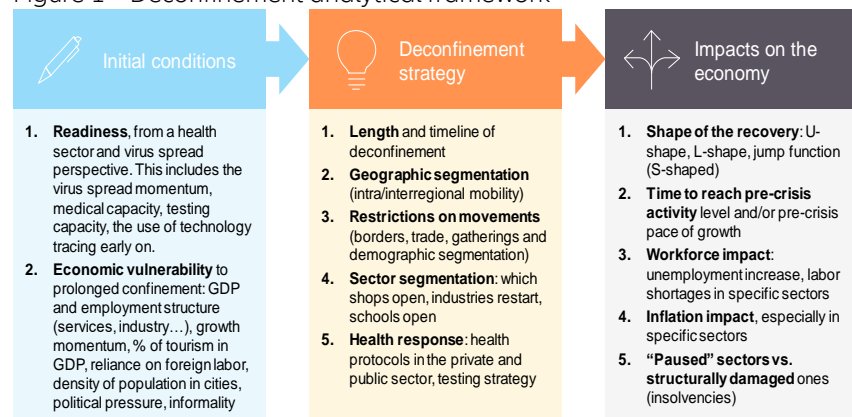 Figure 1 – Deconfinement analytical framework
Initial conditions
1. Readiness, from a health
sector and virus spread
perspective. This includes the
virus spread momentum,
medical capacity, testing
capacity, the use of technology
tracing early on.
2. Economic vulnerability to
prolonged confinement: GDP
and employment structure
(services, industry…), growth
momentum, % of tourism in
GDP, reliance on foreign labor,
density of population in cities,
political pressure, informality
Deconfinement
strategy
1. Length and timeline of
deconfinement
2. Geographic segmentation
(intra/interregional mobility)
3. Restrictions on movements
(borders, trade, gatherings and
demographic segmentation)
4. Sector segmentation: which
shops open, industries restart,
schools open
5. Health response: health
protocols in the private and
public sector, testing strategy
Impacts on the
economy
1. Shape of the recovery: U-
shape, L-shape, jump function
(S-shaped)
2. Time to reach pre-crisis
activity level and/or pre-crisis
pace of growth
3. Workforce impact:
unemployment increase, labor
shortages in specific sectors
4. Inflation impact, especially in
specific sectors
5. “Paused” sectors vs.
structurally damaged ones
(insolvencies)